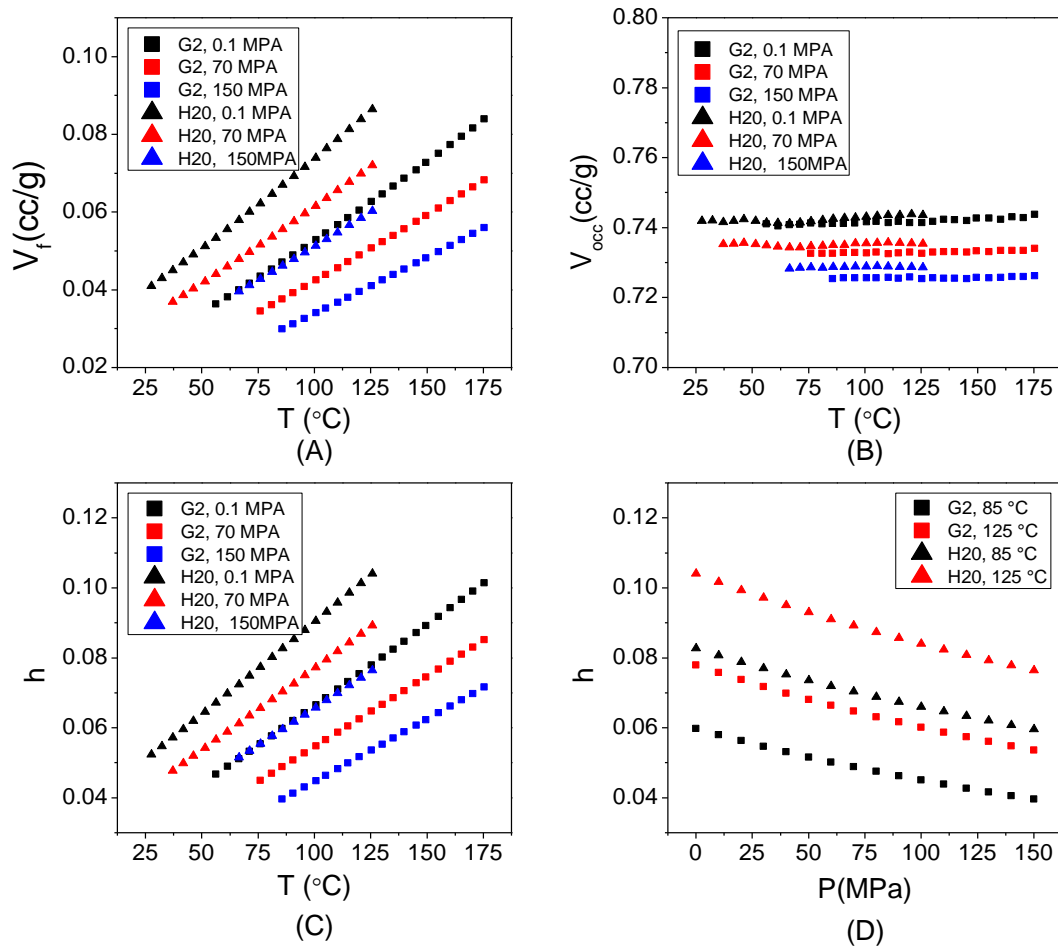 G2, 0.1 MPA
G2, 70 MPA
G2, 150 MPA
H20, 0.1 MPA
H20, 70 MPA
H20, 150MPA
0.10
0.08
0.06
0.04
0.02
25 50 75 100 125 150 175
Vf (cc/g)
T (°C)
(A)
G2, 0.1 MPA
G2, 70 MPA
G2, 150 MPA
H20, 0.1 MPA
H20, 70 MPA
H20, 150MPA
0.80
0.78
0.76
0.74
0.72
0.70
25 50 75 100 125 150 175
Vocc(cc/g)
T (°C)
(B)
G2, 0.1 MPA
G2, 70 MPA
G2, 150 MPA
H20, 0.1 MPA
H20, 70 MPA
H20, 150MPA
0.12
0.10
0.08
0.06
0.04
25 50 75 100 125 150 175
h
T (°C)
(C)
G2, 85 °C
G2, 125 °C
H20, 85 °C
H20, 125 °C
0.12
0.10
0.08
0.06
0.04
0 25 50 75 100 125 150
h
P(MPa)
(D)